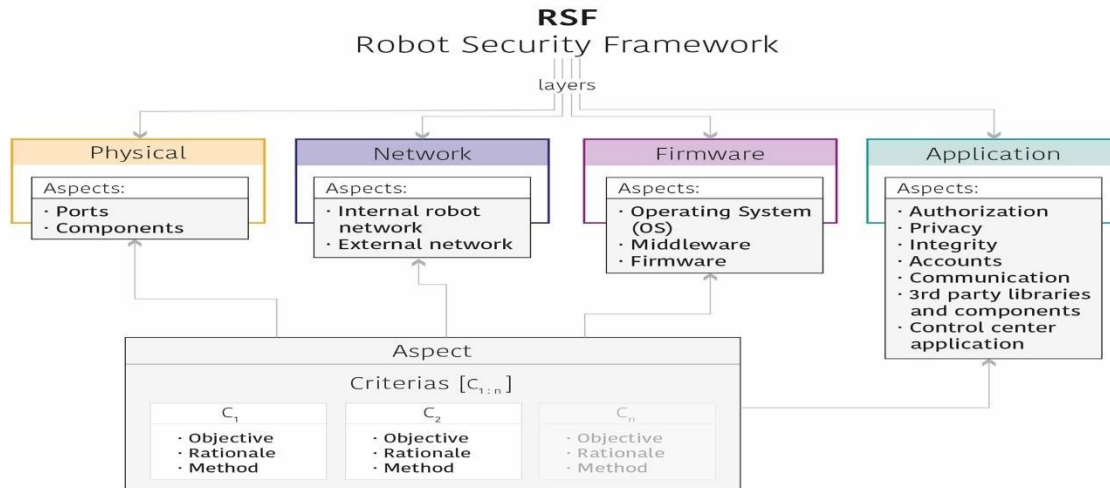 RSF
Robot Security Framework
layers
Physical
Aspects:
· Ports
· Components
Network
Aspects:
· Internal robot
network
· External network
Firmware
Aspects:
· Operating System
(OS)
· Middleware
· Firmware
Application
Aspects:
· Authorization
· Privacy
· Integrity
· Accounts
· Communication
· 3rd party libraries
and components
· Control center
application
Aspect
Criterias [C1:n]
C1
· Objective
· Rationale
· Method
C2
· Objective
· Rationale
· Method
Cn
· Objective
· Rationale
· Method